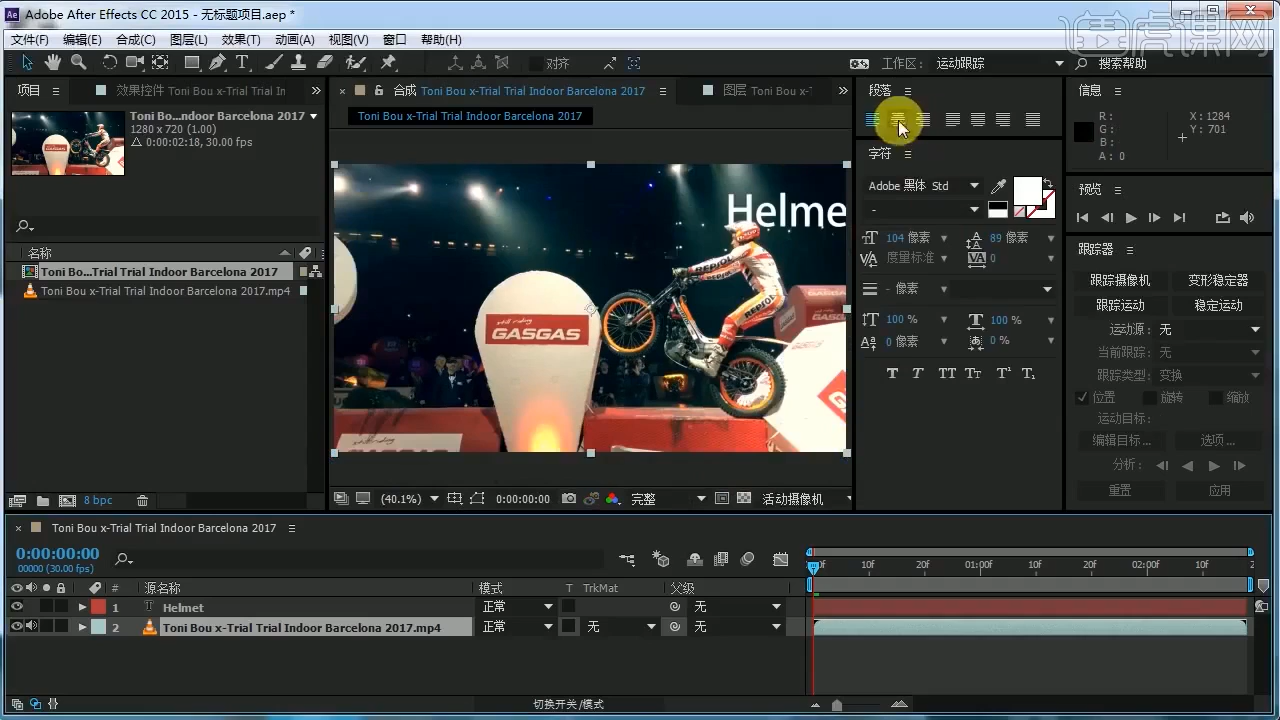 Adobe After Effects CC 2015 - 无标题项目.aep *
虎课网
文件(F) 编辑(E) 合成(C) 图层(L) 效果(T) 动画(A) 视图(V) 窗口 帮助(H)
对齐 工作区: 运动跟踪 搜索帮助
项目 效果控件 Toni Bou x-Trial Trial In
合成 Toni Bou x-Trial Trial Indoor Barcelona 2017 图层 Toni Bou x-T
段落
信息
Toni Bou...ndoor Barcelona 2017
1280 x 720 (1.00)
Δ 0:00:02:18, 30.00 fps
Toni Bou x-Trial Trial Indoor Barcelona 2017
R :
G :
B :
A : 0
X : 1284
Y : 701
字符
Adobe 黑体 Std
-
104 像素 89 像素
度量标准 0
- 像素
100 % 100 %
0 像素 0 %
T T TT Tт T¹ T₁
预览
跟踪器
跟踪摄像机 变形稳定器
跟踪运动 稳定运动
运动源: 无
当前跟踪: 无
跟踪类型: 变换
位置 旋转 缩放
运动目标:
编辑目标... 选项...
分析:
重置 应用
名称
Toni Bo...Trial Trial Indoor Barcelona 2017
Toni Bou x-Trial Trial Indoor Barcelona 2017.mp4
Helme
REPSOL
REPSOL
GASGAS
GASGAS
8 bpc
(40.1%) 0:00:00:00 完整 活动摄像机
Toni Bou x-Trial Trial Indoor Barcelona 2017
0:00:00:00
00000 (30.00 fps)
10f 20f 01:00f 10f 20f 02:00f 10f
# 源名称 模式 T TrkMat 父级
1 T Helmet 正常 无
2 Toni Bou x-Trial Trial Indoor Barcelona 2017.mp4 正常 无 无
切换开关/模式